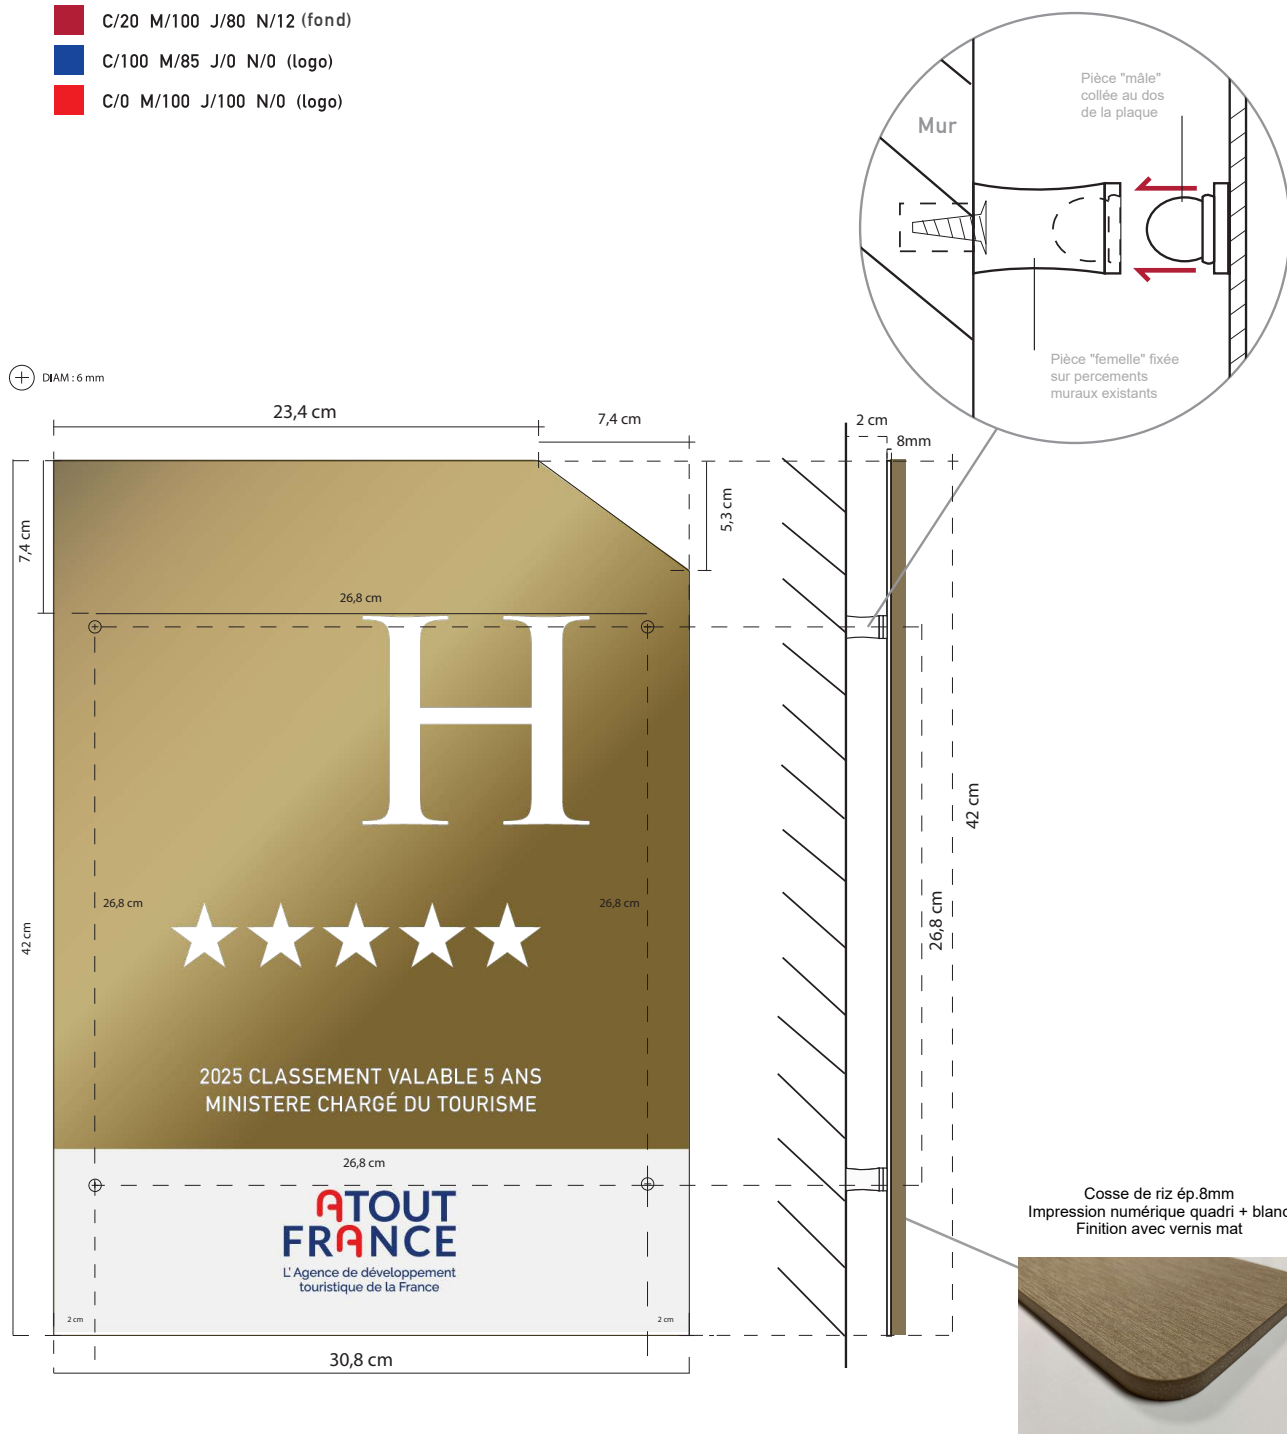 C/20 M/100 J/80 N/12 (fond)
C/100 M/85 J/0 N/0 (logo)
C/0 M/100 J/100 N/0 (logo)
Pièce "mâle"
collée au dos
de la plaque
Mur
Pièce "femelle" fixée
sur percements
muraux existants
DIAM : 6 mm
23,4 cm
7,4 cm
2 cm
8mm
7,4 cm
5,3 cm
26,8 cm
H
42 cm
26,8 cm
26,8 cm
26,8 cm
42 cm
2025 CLASSEMENT VALABLE 5 ANS
MINISTERE CHARGÉ DU TOURISME
26,8 cm
ATOUT
FRANCE
L'Agence de développement
touristique de la France
2 cm
2 cm
30,8 cm
Cosse de riz ép.8mm
Impression numérique quadri + blanc
Finition avec vernis mat